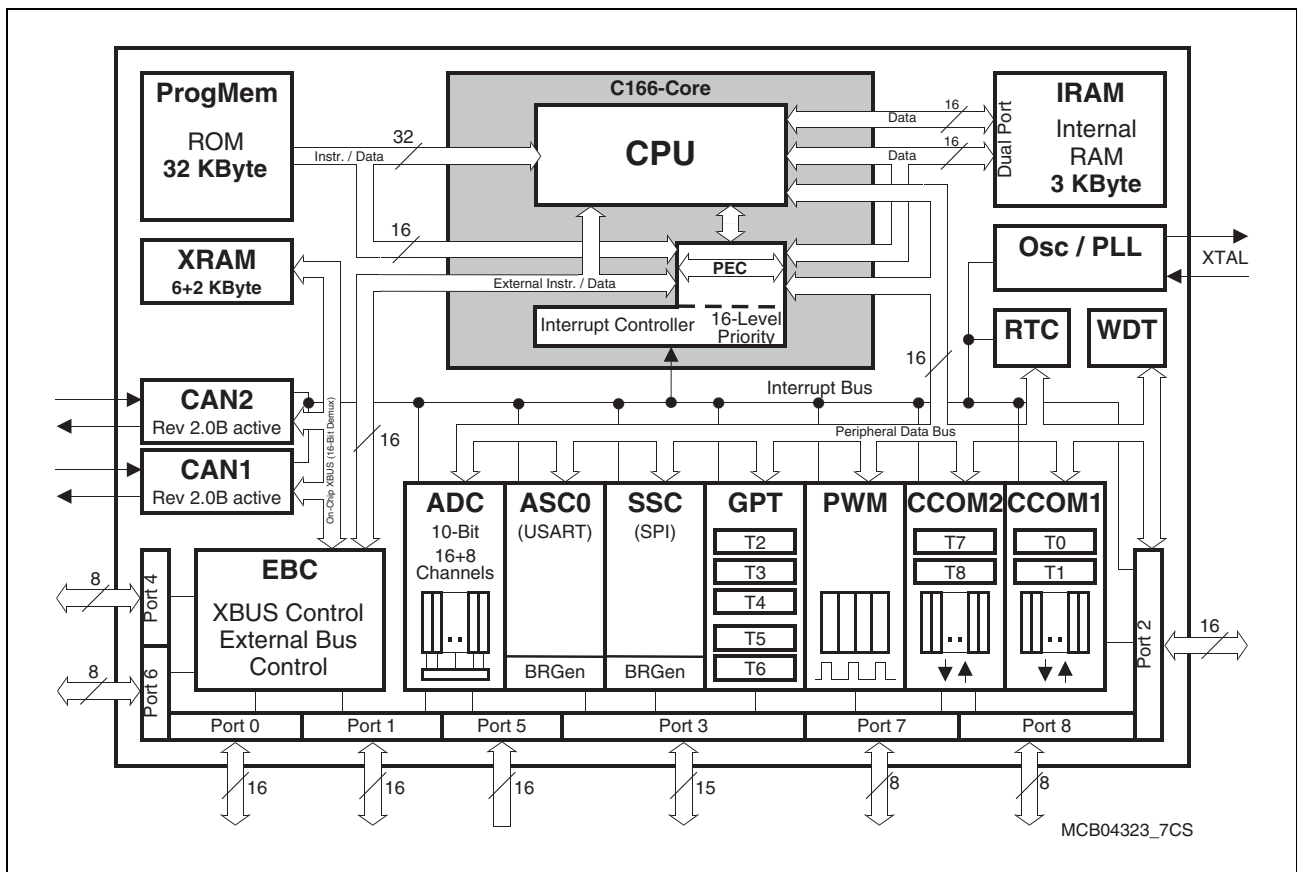 C166-Core
ProgMem
ROM
32 KByte
32
Instr. / Data
CPU
16
Data
16
Data
Dual Port
IRAM
Internal
RAM
3 KByte
16
XRAM
6+2 KByte
External Instr. / Data
PEC
Interrupt Controller
16-Level
Priority
Osc / PLL
XTAL
RTC
WDT
16
Interrupt Bus
Peripheral Data Bus
CAN2
Rev 2.0B active
CAN1
Rev 2.0B active
On-Chip XBUS (16-Bit Demux)
16
EBC
XBUS Control
External Bus
Control
ADC
10-Bit
16+8
Channels
ASC0
(USART)
BRGen
SSC
(SPI)
BRGen
GPT
T2
T3
T4
T5
T6
PWM
CCOM2
T7
T8
CCOM1
T0
T1
8
Port 4
8
Port 6
Port 2
16
Port 0
Port 1
Port 5
Port 3
Port 7
Port 8
16
16
16
15
8
8
MCB04323_7CS